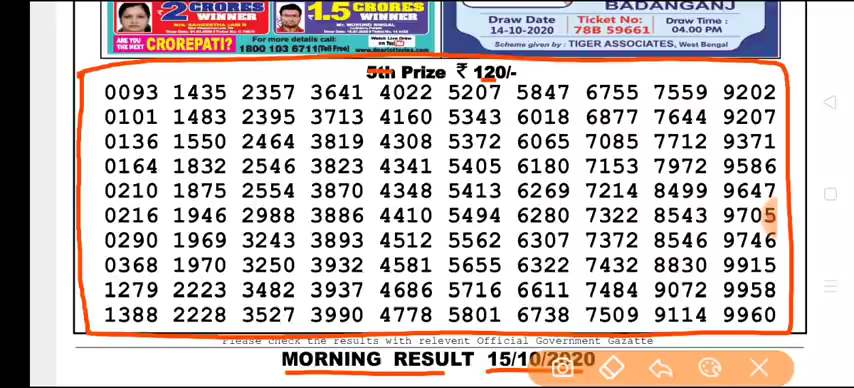 2 CRORES ₹1.5 CRORES
WINNER WINNER
BADANGANJ
Draw Date Ticket No: Draw Time :
14-10-2020 78B 59661 04.00 PM
Scheme given by : TIGER ASSOCIATES, West Bengal
ARE YOU THE NEXT CROREPATI?
For more details call:
1800 103 6711(Toll Free) www.dearlotteries.com
5th Prize ₹ 120/-
0093 1435 2357 3641 4022 5207 5847 6755 7559 9202
0101 1483 2395 3713 4160 5343 6018 6877 7644 9207
0136 1550 2464 3819 4308 5372 6065 7085 7712 9371
0164 1832 2546 3823 4341 5405 6180 7153 7972 9586
0210 1875 2554 3870 4348 5413 6269 7214 8499 9647
0216 1946 2988 3886 4410 5494 6280 7322 8543 9705
0290 1969 3243 3893 4512 5562 6307 7372 8546 9746
0368 1970 3250 3932 4581 5655 6322 7432 8830 9915
1279 2223 3482 3937 4686 5716 6611 7484 9072 9958
1388 2228 3527 3990 4778 5801 6738 7509 9114 9960
Please check the results with relevent Official Government Gazatte
MORNING RESULT 15/10/2020